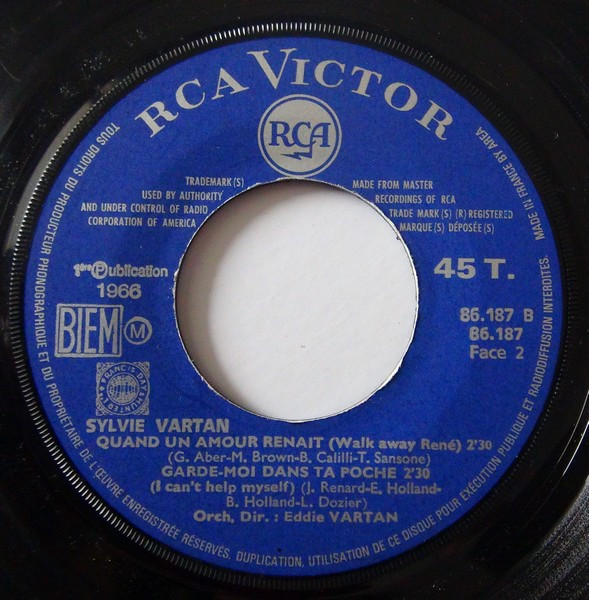 RCA VICTOR
RCA
TRADEMARK(S)
USED BY AUTHORITY
AND UNDER CONTROL OF RADIO
CORPORATION OF AMERICA
MADE FROM MASTER
RECORDINGS OF RCA
TRADE MARK(S) (R) REGISTERED
MARQUE(S) DÉPOSÉE(S)
1ère Ⓟublication
1966
45 T.
BIEM M
86.187 B
86.187
Face 2
FRANCIS DAY
SYLVIE VARTAN
QUAND UN AMOUR RENAIT (Walk away René) 2'30
(G. Aber-M. Brown-B. Calilli-T. Sansone)
GARDE-MOI DANS TA POCHE 2'30
(I can't help myself) (J. Renard-E. Holland-
B. Holland-L. Dozier)
Orch, Dir. : Eddie VARTAN
TOUS DROITS DU PRODUCTEUR PHONOGRAPHIQUE ET DU PROPRIÉTAIRE DE L'ŒUVRE ENREGISTRÉE RÉSERVÉS. DUPLICATION, UTILISATION DE CE DISQUE POUR EXÉCUTION PUBLIQUE ET RADIODIFFUSION INTERDITES. MADE IN FRANCE BY AREA